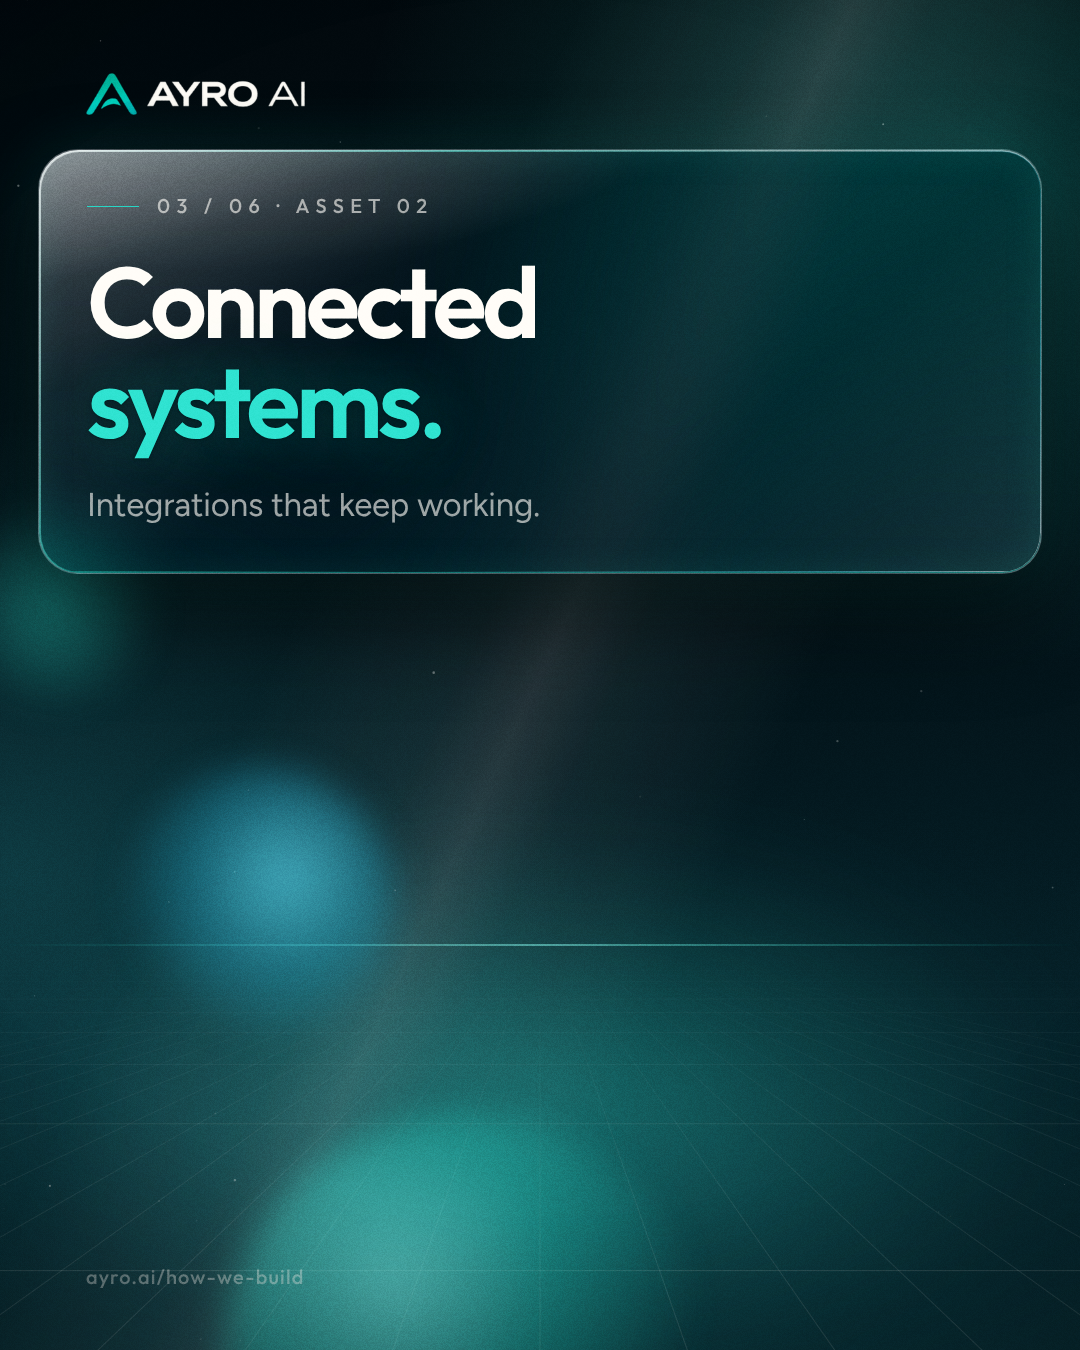 AYRO AI
03 / 06 · ASSET 02
Connected
systems.
Integrations that keep working.
ayro.ai/how-we-build